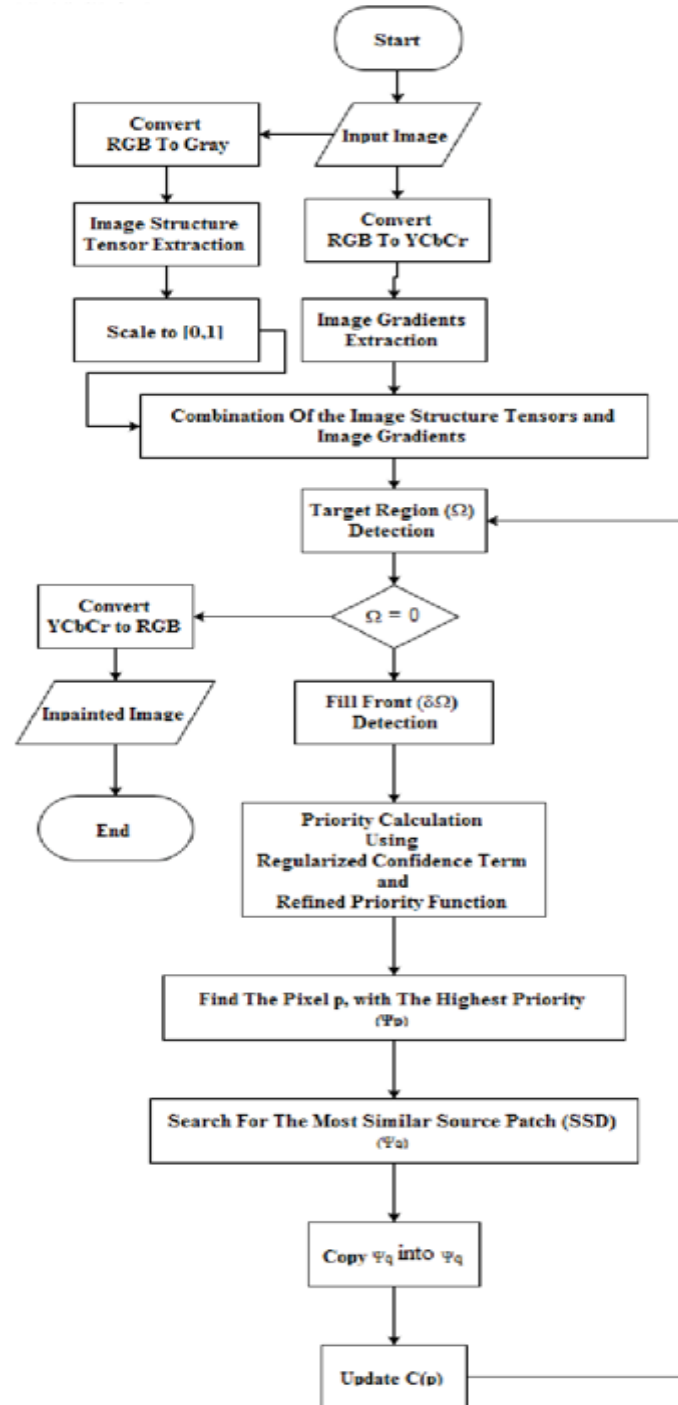 Start
Input Image
Convert
RGB To Gray
Image Structure
Tensor Extraction
Scale to [0,1]
Convert
RGB To YCbCr
Image Gradients
Extraction
Combination Of the Image Structure Tensors and
Image Gradients
Target Region (Ω)
Detection
Ω = 0
Convert
YCbCr to RGB
Inpainted Image
End
Fill Front (δΩ)
Detection
Priority Calculation
Using
Regularized Confidence Term
and
Refined Priority Function
Find The Pixel p, with The Highest Priority
(Ψp)
Search For The Most Similar Source Patch (SSD)
(Ψq)
Copy Ψq into Ψq
Update C(p)